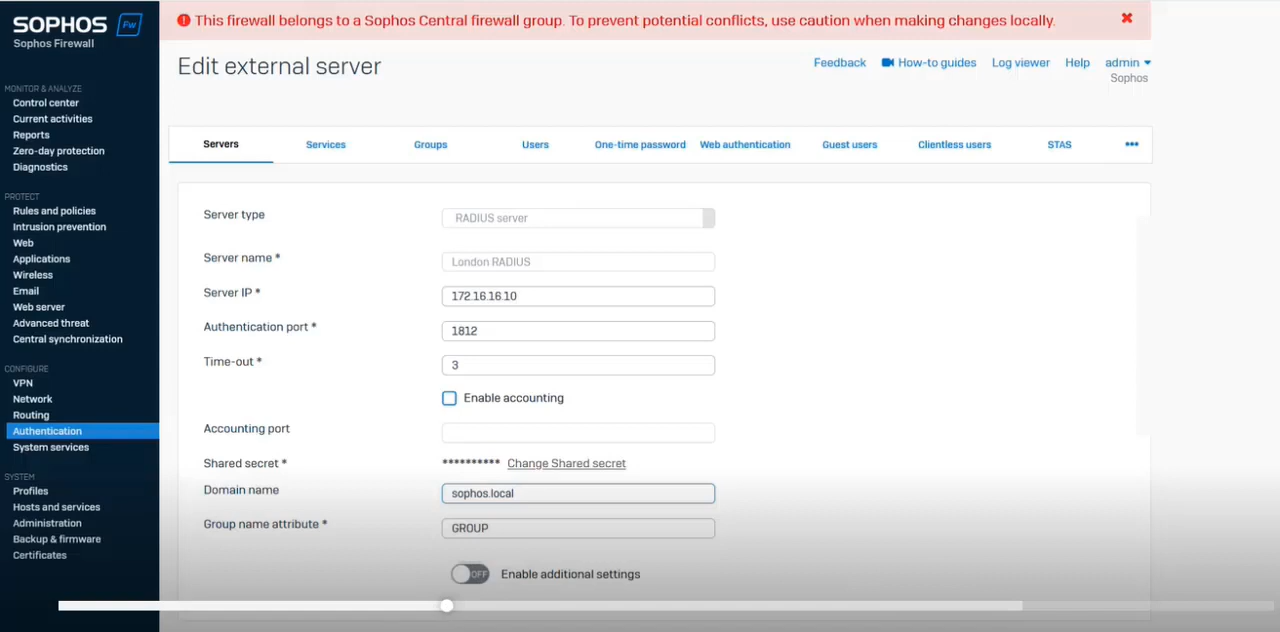 SOPHOS Fw
Sophos Firewall
This firewall belongs to a Sophos Central firewall group. To prevent potential conflicts, use caution when making changes locally.
Edit external server
Feedback How-to guides Log viewer Help admin
Sophos
MONITOR & ANALYZE
Control center
Current activities
Reports
Zero-day protection
Diagnostics
PROTECT
Rules and policies
Intrusion prevention
Web
Applications
Wireless
Email
Web server
Advanced threat
Central synchronization
CONFIGURE
VPN
Network
Routing
Authentication
System services
SYSTEM
Profiles
Hosts and services
Administration
Backup & firmware
Certificates
Servers Services Groups Users One-time password Web authentication Guest users Clientless users STAS •••
Server type RADIUS server
Server name * London RADIUS
Server IP * 172.16.16.10
Authentication port * 1812
Time-out * 3
Enable accounting
Accounting port
Shared secret * ********** Change Shared secret
Domain name sophos.local
Group name attribute * GROUP
OFF Enable additional settings